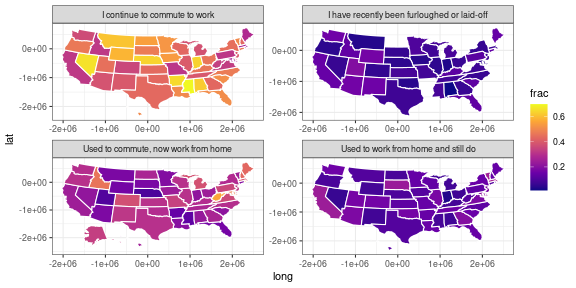 I continue to commute to work
I have recently been furloughed or laid-off
0e+00
-1e+06
-2e+06
-2e+06 -1e+06 0e+00 1e+06 2e+06
0e+00
-1e+06
-2e+06
-2e+06 -1e+06 0e+00 1e+06 2e+06
Used to commute, now work from home
Used to work from home and still do
0e+00
-1e+06
-2e+06
-2e+06 -1e+06 0e+00 1e+06 2e+06
0e+00
-1e+06
-2e+06
-2e+06 -1e+06 0e+00 1e+06 2e+06
lat
long
frac
0.6
0.4
0.2